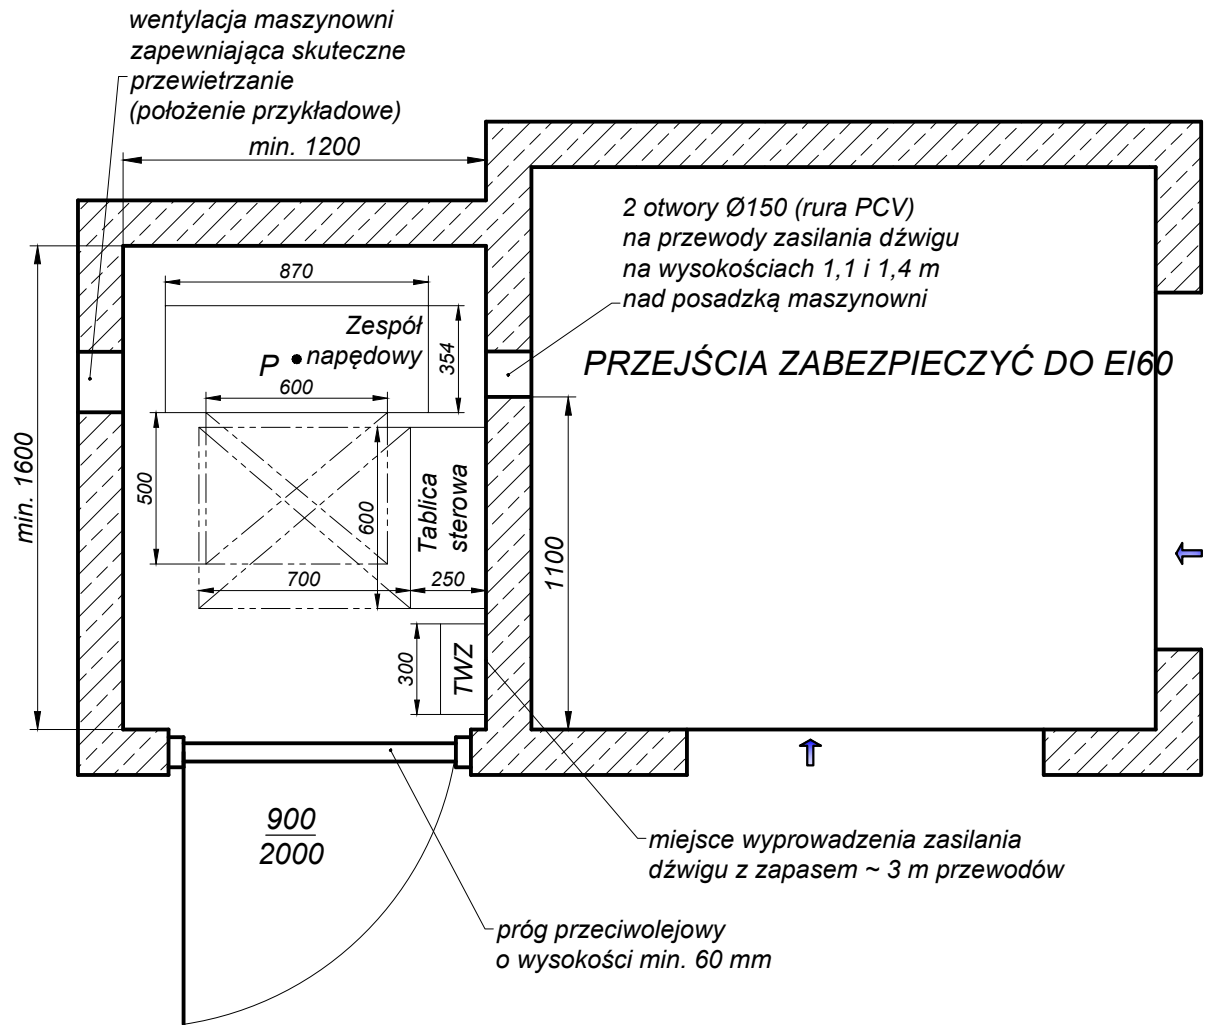 wentylacja maszynowni
zapewniająca skuteczne
przewietrzanie
(położenie przykładowe)
min. 1200
2 otwory Ø150 (rura PCV)
na przewody zasilania dźwigu
na wysokościach 1,1 i 1,4 m
nad posadzką maszynowni
870
Zespół
napędowy
P
354
PRZEJŚCIA ZABEZPIECZYĆ DO EI60
600
min. 1600
500
600
Tablica
sterowa
700
250
1100
300
TWZ
900
2000
miejsce wyprowadzenia zasilania
dźwigu z zapasem ~ 3 m przewodów
próg przeciwolejowy
o wysokości min. 60 mm